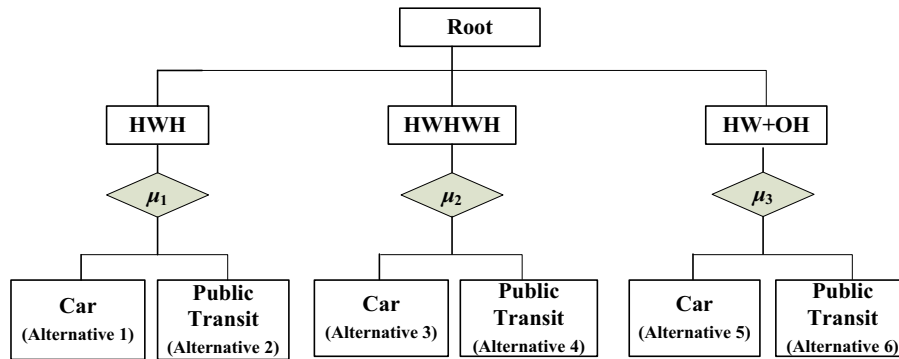 Root
HWH
HWHWH
HW+OH
μ1
μ2
μ3
Car
(Alternative 1)
Public
Transit
(Alternative 2)
Car
(Alternative 3)
Public
Transit
(Alternative 4)
Car
(Alternative 5)
Public
Transit
(Alternative 6)